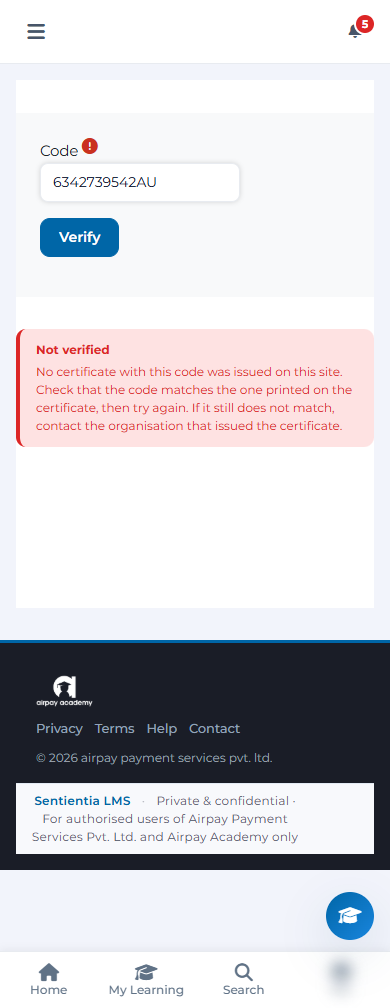 5
Code !
6342739542AU
Verify
Not verified
No certificate with this code was issued on this site.
Check that the code matches the one printed on the
certificate, then try again. If it still does not match,
contact the organisation that issued the certificate.
airpay academy
Privacy Terms Help Contact
© 2026 airpay payment services pvt. ltd.
Sentientia LMS · Private & confidential ·
For authorised users of Airpay Payment
Services Pvt. Ltd. and Airpay Academy only
Home My Learning Search